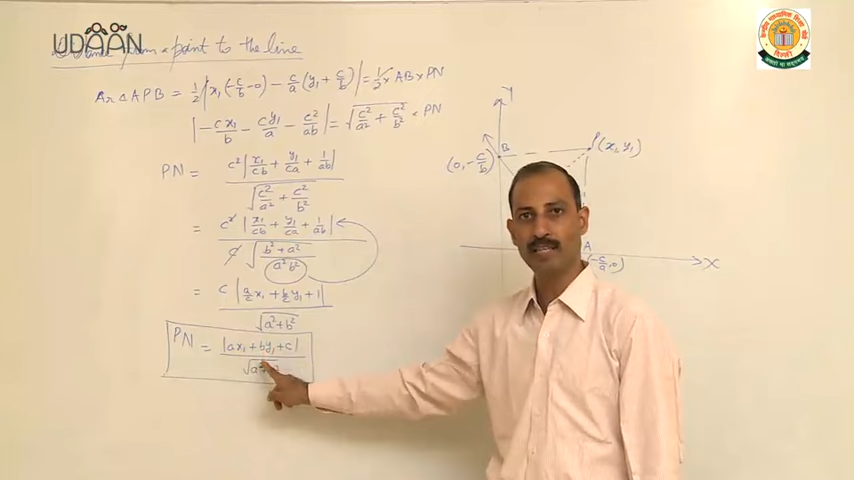 UDAAN
Distance from a point to the line
Ar △APB = 1/2 |x₁(-c/b - 0) - c/a (y₁ + c/b)| = 1/2 × AB × PN
|-cx₁/b - cy₁/a - c²/ab| = √(c²/a² + c²/b²) × PN
PN = c² |x₁/cb + y₁/ca + 1/ab| / √(c²/a² + c²/b²)
= c² |x₁/cb + y₁/ca + 1/ab| / c √((b² + a²)/(a²b²))
= c |a/c x₁ + b/c y₁ + 1| / √(a² + b²)
PN = |ax₁ + by₁ + c| / √(a²+
Y
B
P(x₁, y₁)
(0, -c/b)
A
X
(-c/a, 0)